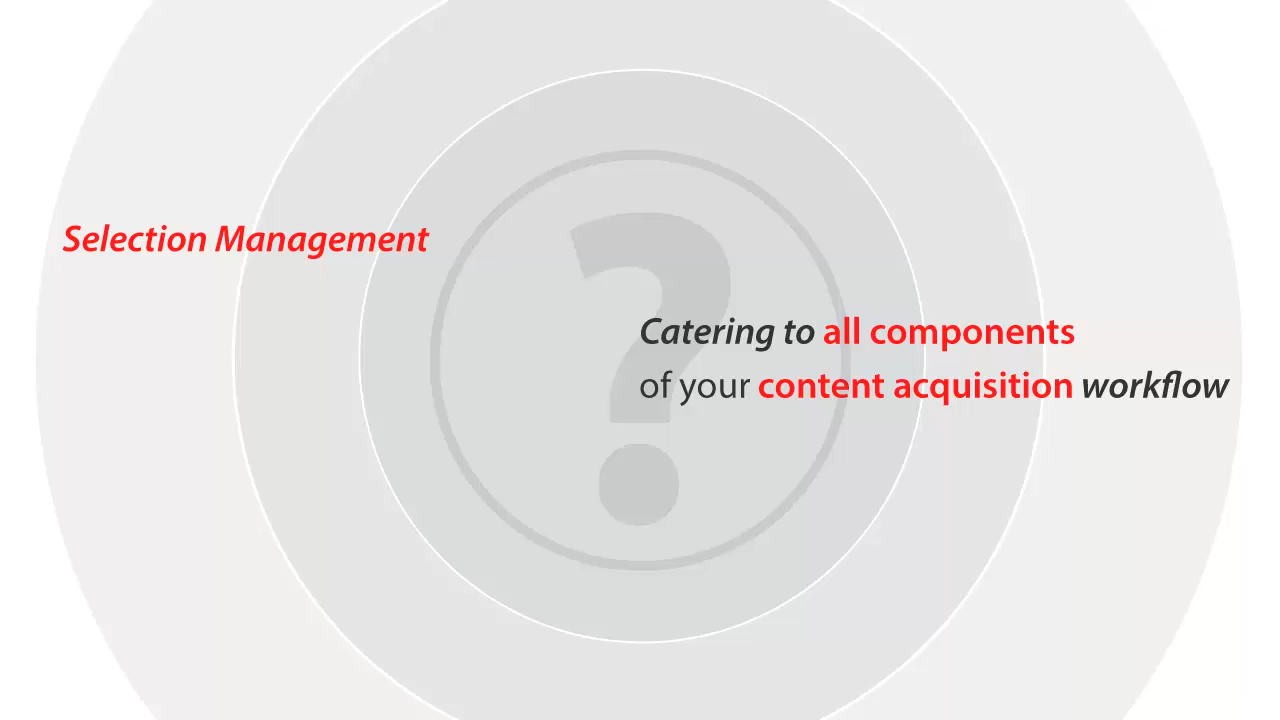 Selection Management
Catering to all components
of your content acquisition workflow
?